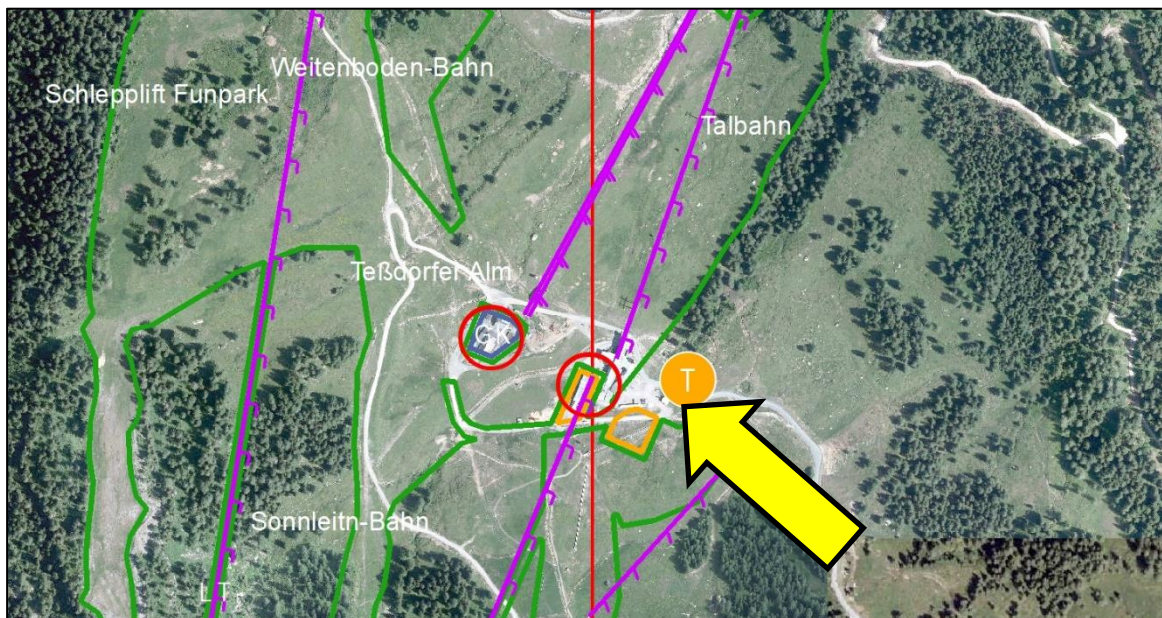 Weitenboden-Bahn
Schlepplift Funpark
Talbahn
Teßdorfer Alm
T
Sonnleitn-Bahn
LT